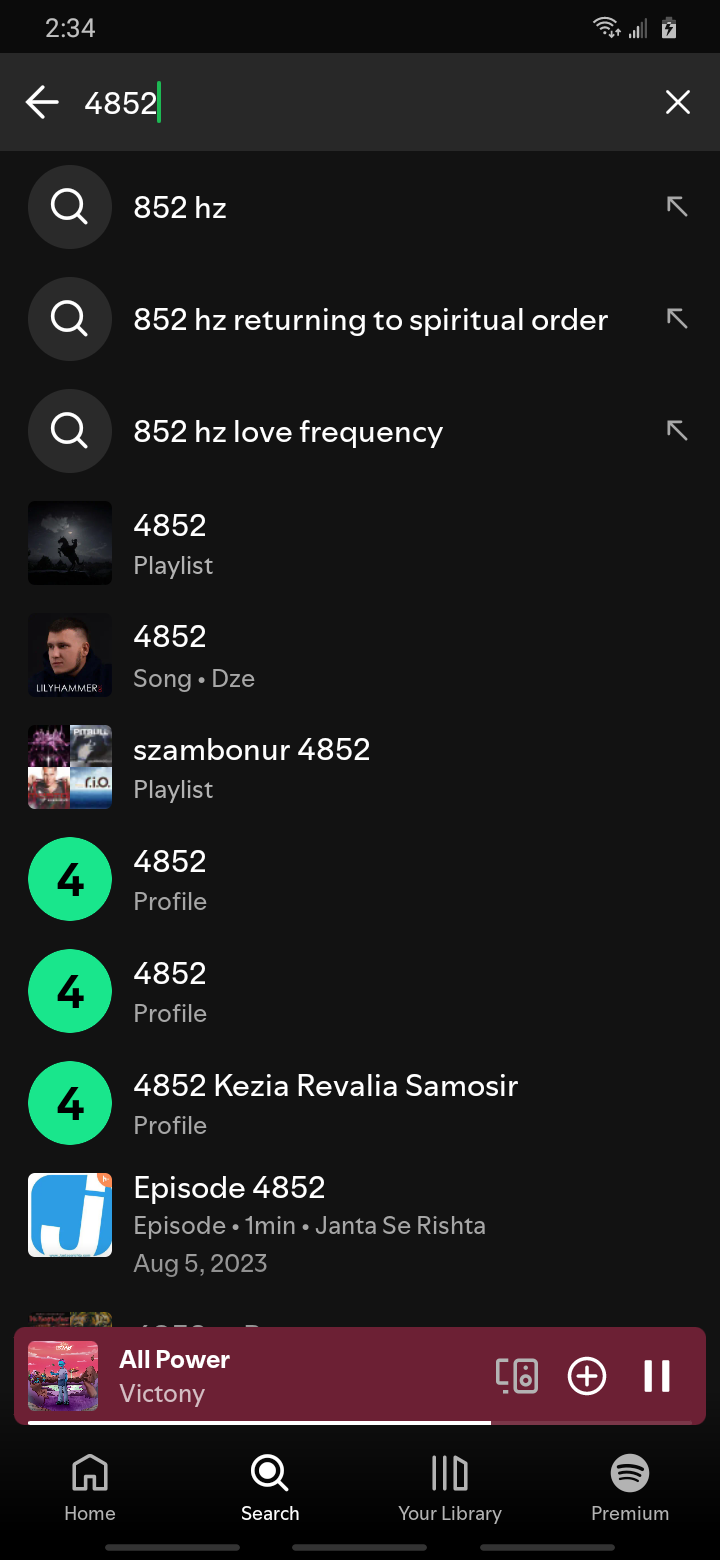 2:34
4852
852 hz
852 hz returning to spiritual order
852 hz love frequency
4852
Playlist
4852
Song • Dze
LILYHAMMER
szambonur 4852
Playlist
PITBULL
r.i.o.
4
4852
Profile
4
4852
Profile
4
4852 Kezia Revalia Samosir
Profile
Episode 4852
Episode • 1min • Janta Se Rishta
Aug 5, 2023
All Power
Victony
Home
Search
Your Library
Premium